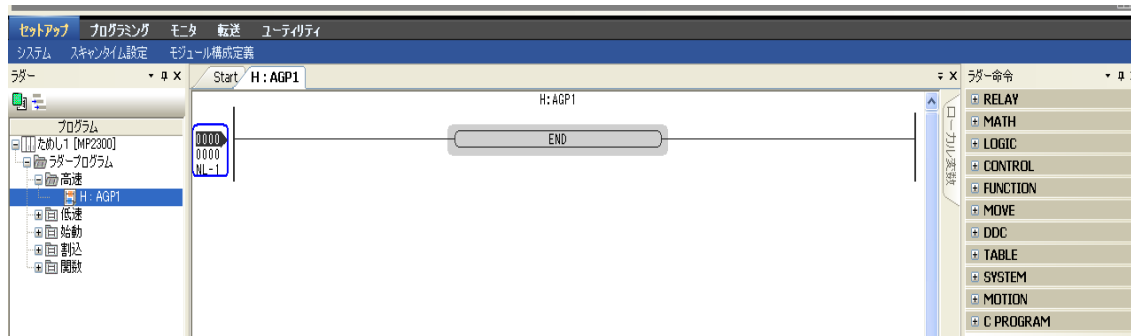 セットアップ プログラミング モニタ 転送 ユーティリティ
システム スキャンタイム設定 モジュール構成定義
ラダー
プログラム
ためし1 [MP2300]
ラダープログラム
高速
H : AGP1
低速
始動
割込
関数
Start H : AGP1
H:AGP1
0000
0000
NL-1
END
ローカル変数
ラダー命令
RELAY
MATH
LOGIC
CONTROL
FUNCTION
MOVE
DDC
TABLE
SYSTEM
MOTION
C PROGRAM